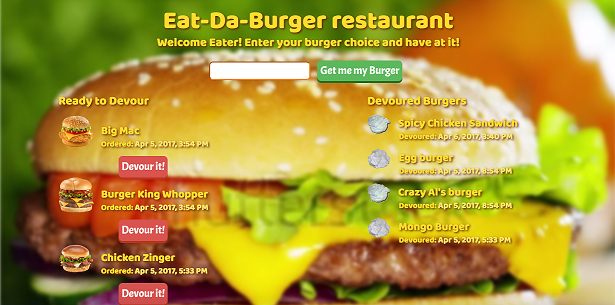 Eat-Da-Burger restaurant
Welcome Eater! Enter your burger choice and have at it!
Get me my Burger
Ready to Devour
Big Mac
Ordered: Apr 5, 2017, 3:54 PM
Devour it!
Burger King Whopper
Ordered: Apr 5, 2017, 3:54 PM
Devour it!
Chicken Zinger
Ordered: Apr 5, 2017, 5:33 PM
Devour it!
Devoured Burgers
Spicy Chicken Sandwich
Devoured: Apr 6, 2017, 3:40 PM
Egg burger
Devoured: Apr 5, 2017, 8:54 PM
Crazy Al's burger
Devoured: Apr 5, 2017, 3:54 PM
Mongo Burger
Devoured: Apr 5, 2017, 5:33 PM